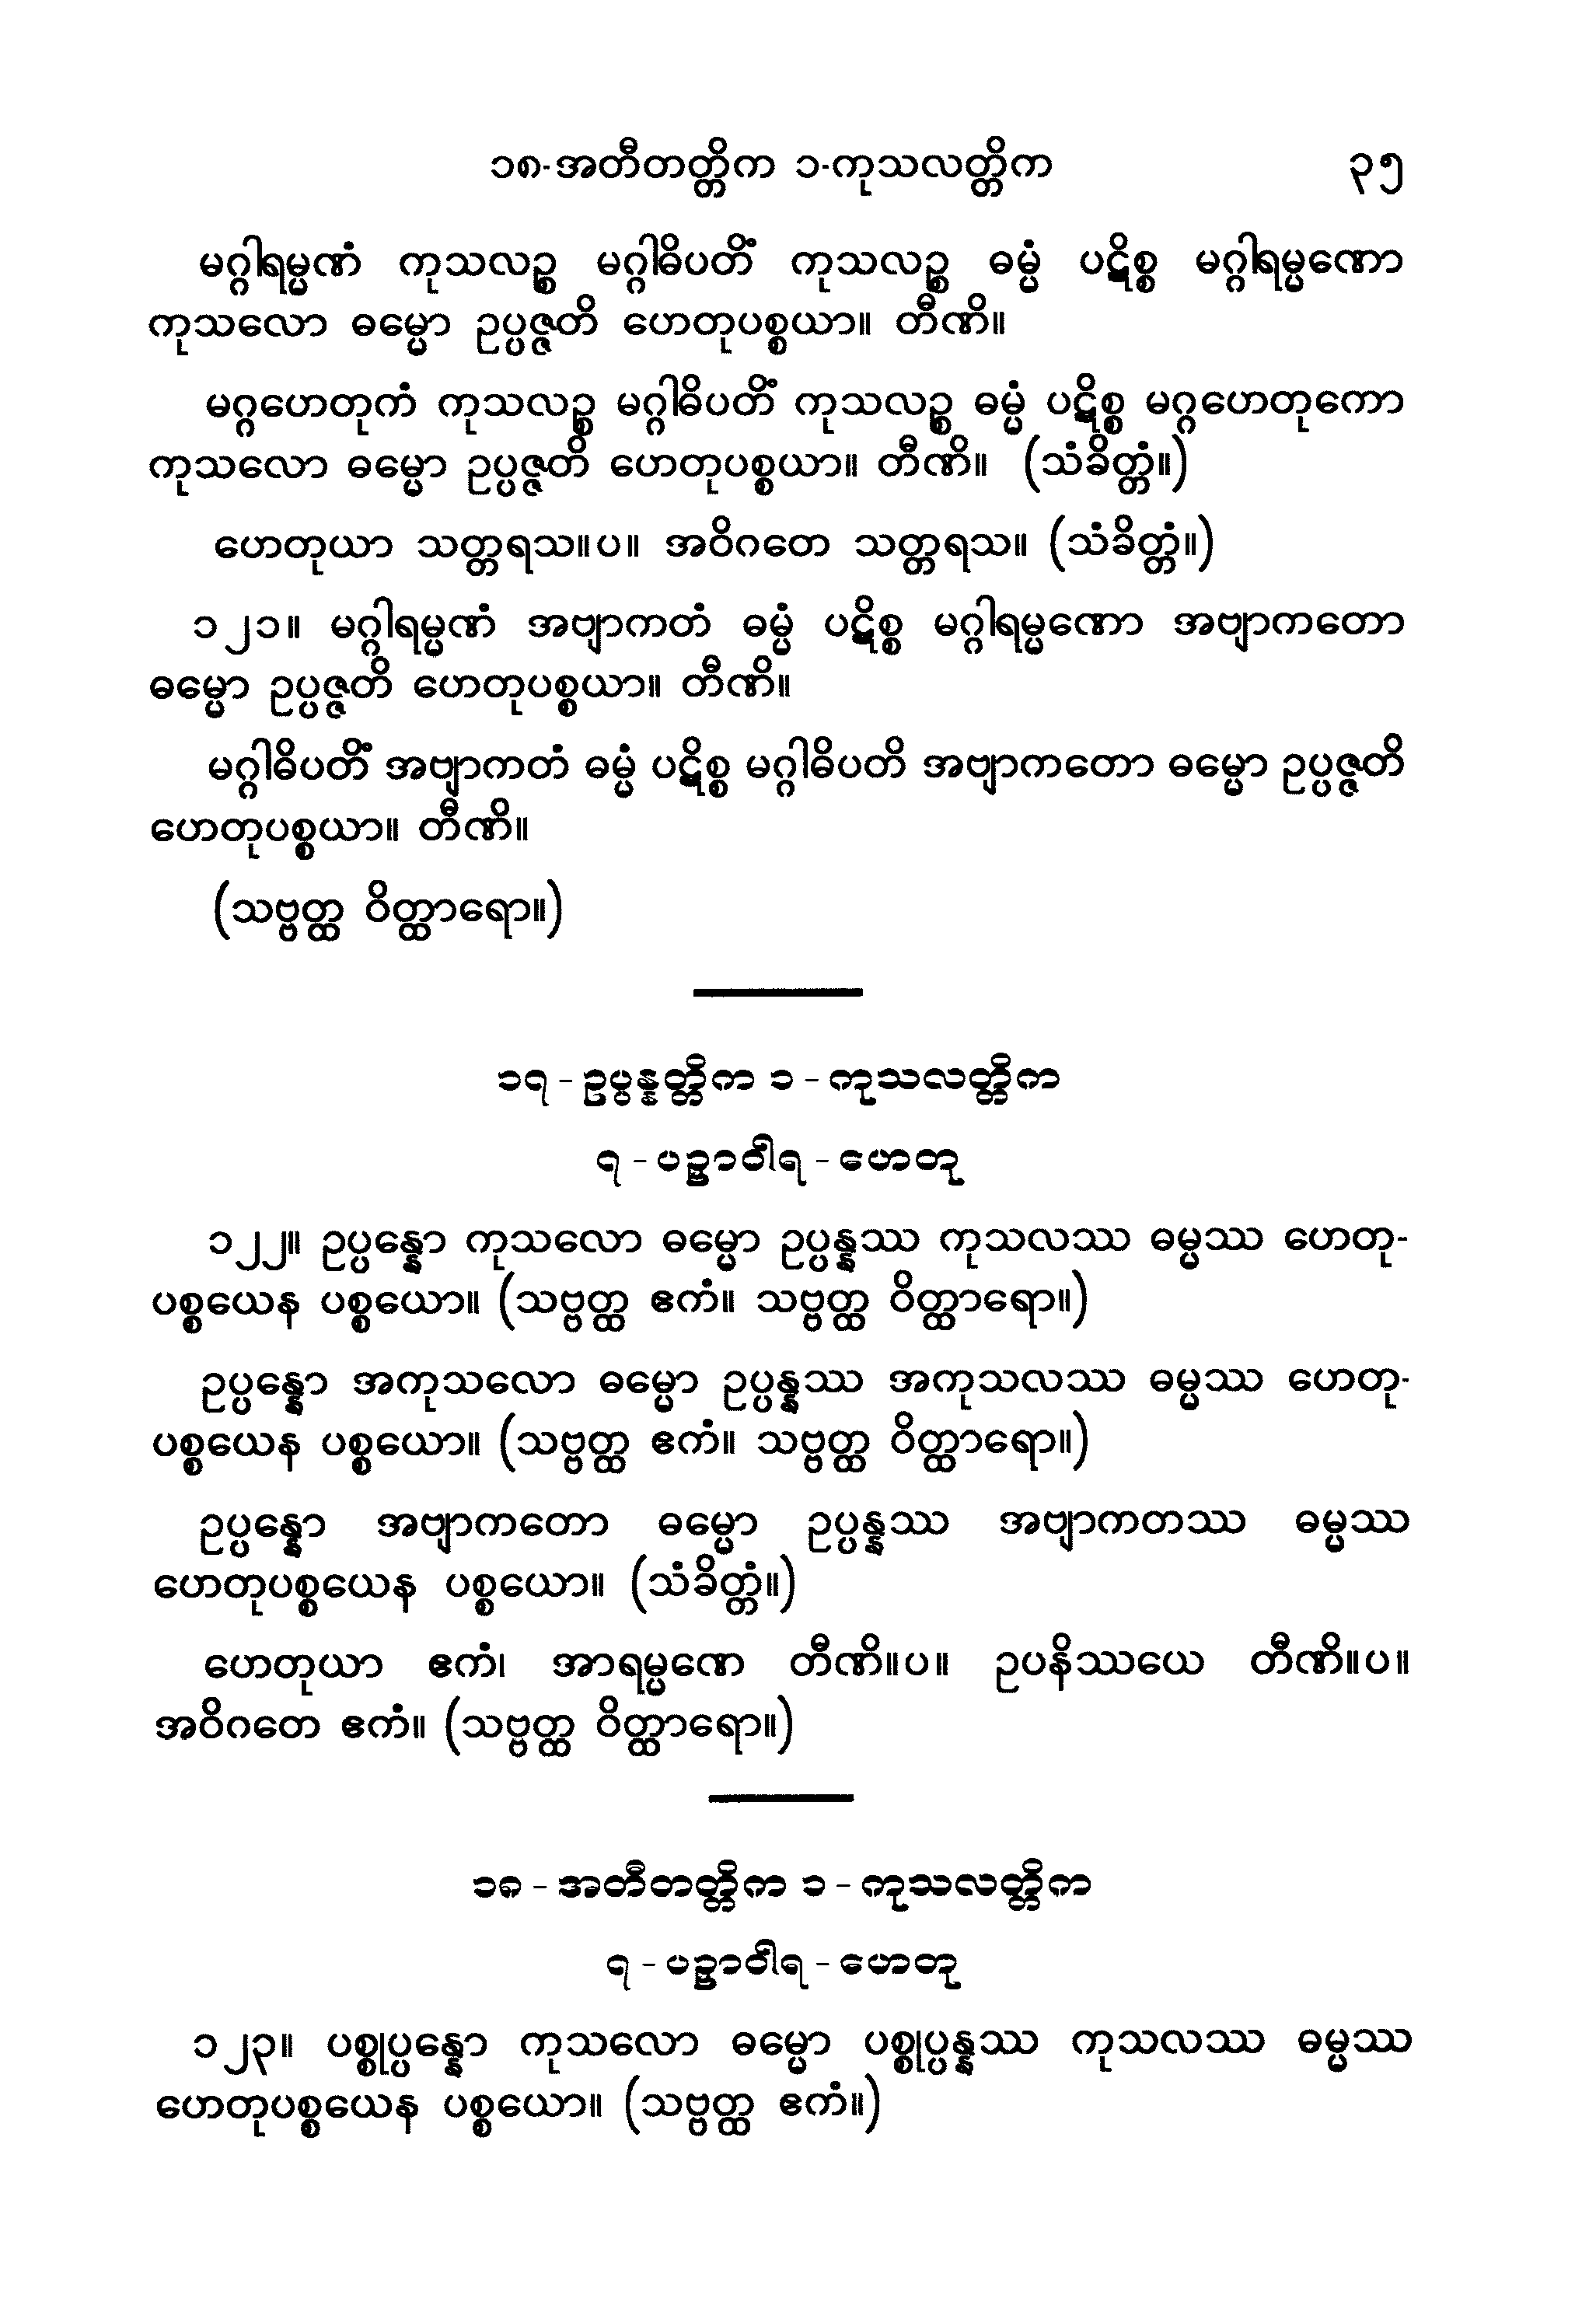 ၁၈-အတီတတ္တိက ၁-ကုသလတ္တိက ၃၅
မဂ္ဂါရမ္မဏံ ကုသလဉ္စ မဂ္ဂါဓိပတိံ ကုသလဉ္စ ဓမ္မံ ပဋိစ္စ မဂ္ဂါရမ္မဏော
ကုသလော ဓမ္မော ဥပ္ပဇ္ဇတိ ဟေတုပစ္စယာ။ တီဏိ။
မဂ္ဂဟေတုကံ ကုသလဉ္စ မဂ္ဂါဓိပတိံ ကုသလဉ္စ ဓမ္မံ ပဋိစ္စ မဂ္ဂဟေတုကော
ကုသလော ဓမ္မော ဥပ္ပဇ္ဇတိ ဟေတုပစ္စယာ။ တီဏိ။ (သံခိတ္တံ။)
ဟေတုယာ သတ္တရသ။ပ။ အဝိဂတေ သတ္တရသ။ (သံခိတ္တံ။)
၁၂၁။ မဂ္ဂါရမ္မဏံ အဗျာကတံ ဓမ္မံ ပဋိစ္စ မဂ္ဂါရမ္မဏော အဗျာကတော
ဓမ္မော ဥပ္ပဇ္ဇတိ ဟေတုပစ္စယာ။ တီဏိ။
မဂ္ဂါဓိပတိံ အဗျာကတံ ဓမ္မံ ပဋိစ္စ မဂ္ဂါဓိပတိ အဗျာကတော ဓမ္မော ဥပ္ပဇ္ဇတိ
ဟေတုပစ္စယာ။ တီဏိ။
(သဗ္ဗတ္ထ ဝိတ္ထာရော။)
၁၇ - ဥပ္ပန္နတ္တိက ၁ - ကုသလတ္တိက
၇ - ပဉ္ဟာဝါရ - ဟေတု
၁၂၂။ ဥပ္ပန္နော ကုသလော ဓမ္မော ဥပ္ပန္နဿ ကုသလဿ ဓမ္မဿ ဟေတု-
ပစ္စယေန ပစ္စယော။ (သဗ္ဗတ္ထ ဧကံ။ သဗ္ဗတ္ထ ဝိတ္ထာရော။)
ဥပ္ပန္နော အကုသလော ဓမ္မော ဥပ္ပန္နဿ အကုသလဿ ဓမ္မဿ ဟေတု-
ပစ္စယေန ပစ္စယော။ (သဗ္ဗတ္ထ ဧကံ။ သဗ္ဗတ္ထ ဝိတ္ထာရော။)
ဥပ္ပန္နော အဗျာကတော ဓမ္မော ဥပ္ပန္နဿ အဗျာကတဿ ဓမ္မဿ
ဟေတုပစ္စယေန ပစ္စယော။ (သံခိတ္တံ။)
ဟေတုယာ ဧကံ၊ အာရမ္မဏေ တီဏိ။ပ။ ဥပနိဿယေ တီဏိ။ပ။
အဝိဂတေ ဧကံ။ (သဗ္ဗတ္ထ ဝိတ္ထာရော။)
၁၈ - အတီတတ္တိက ၁ - ကုသလတ္တိက
၇ - ပဉ္ဟာဝါရ - ဟေတု
၁၂၃။ ပစ္စုပ္ပန္နော ကုသလော ဓမ္မော ပစ္စုပ္ပန္နဿ ကုသလဿ ဓမ္မဿ
ဟေတုပစ္စယေန ပစ္စယော။ (သဗ္ဗတ္ထ ဧကံ။)